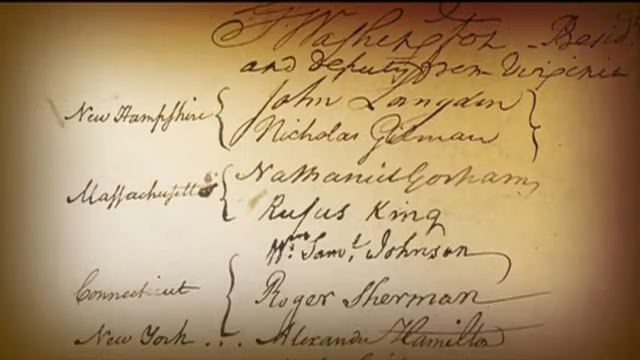 G. Washington - Presid
and deputy from Virginia
New Hampshire { John Langdon }
Nicholas Gilman
Massachusetts { Nathaniel Gorham
Rufus King
Wm. Saml. Johnson
Connecticut { Roger Sherman
New York . . . Alexander Hamilton